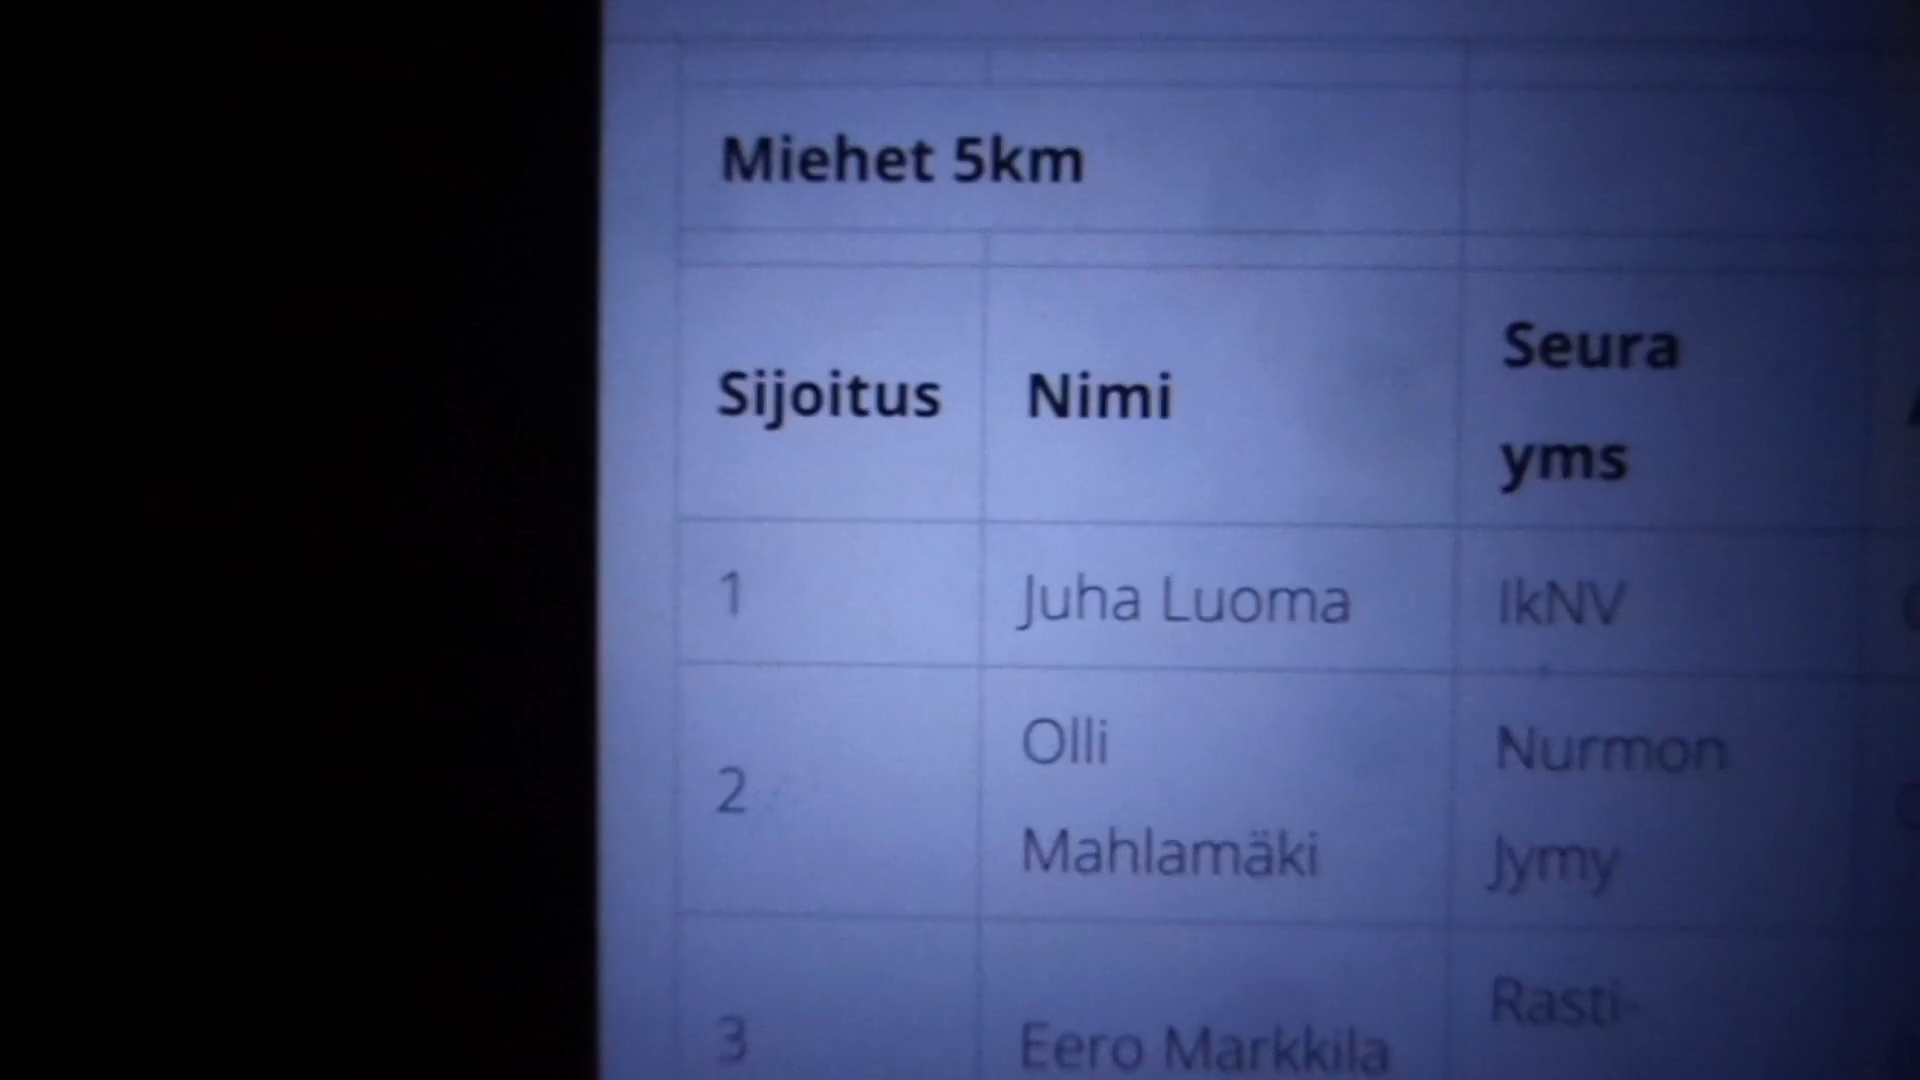 Miehet 5km
Sijoitus Nimi Seura
yms
1 Juha Luoma IkNV
2 Olli
Mahlamäki Nurmon
Jymy
3 Eero Markkila Rasti-